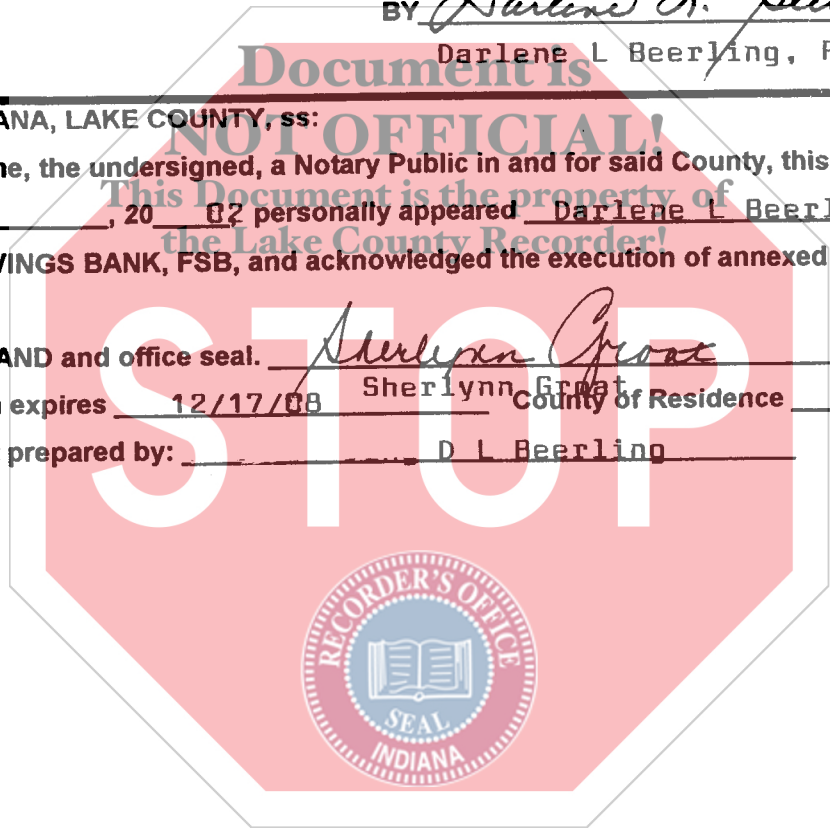 BY Darlene L.
Darlene L Beerling, P
Document is
NOT OFFICIAL!
This Document is the property of
the Lake County Recorder!
ANA, LAKE COUNTY, ss:
ne, the undersigned, a Notary Public in and for said County, this
, 20 02 personally appeared Darlene L Beerl
VINGS BANK, FSB, and acknowledged the execution of annexed
AND and office seal. Sherlynn Groat
Sherlynn Groat
expires 12/17/08 County of Residence
prepared by: D L Beerling
STOP
RECORDER'S OFFICE
SEAL
INDIANA